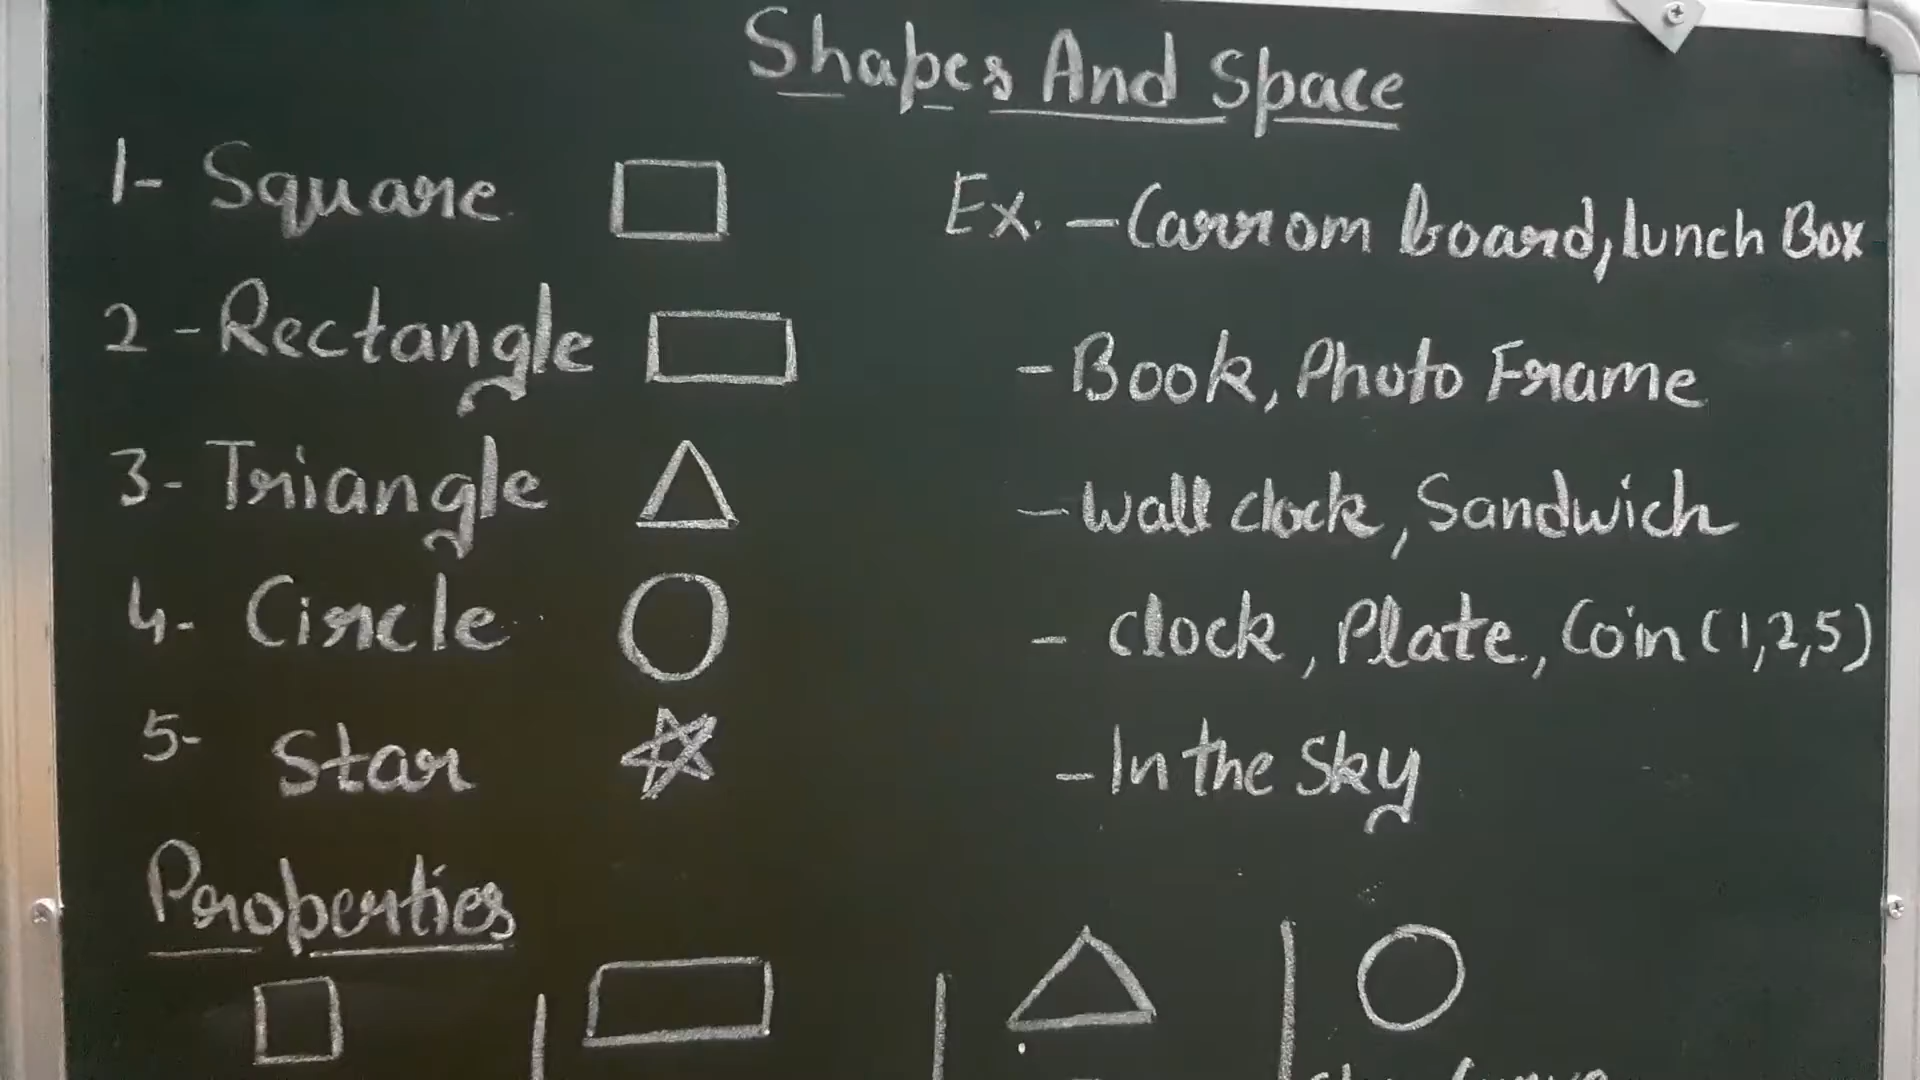 Shapes And Space
1- Square Ex. - Carrom board, lunch Box
2 - Rectangle - Book, Photo Frame
3- Triangle - Wall clock, Sandwich
4- Circle - clock, Plate, Coin (1,2,5)
5- Star - In the Sky
Properties